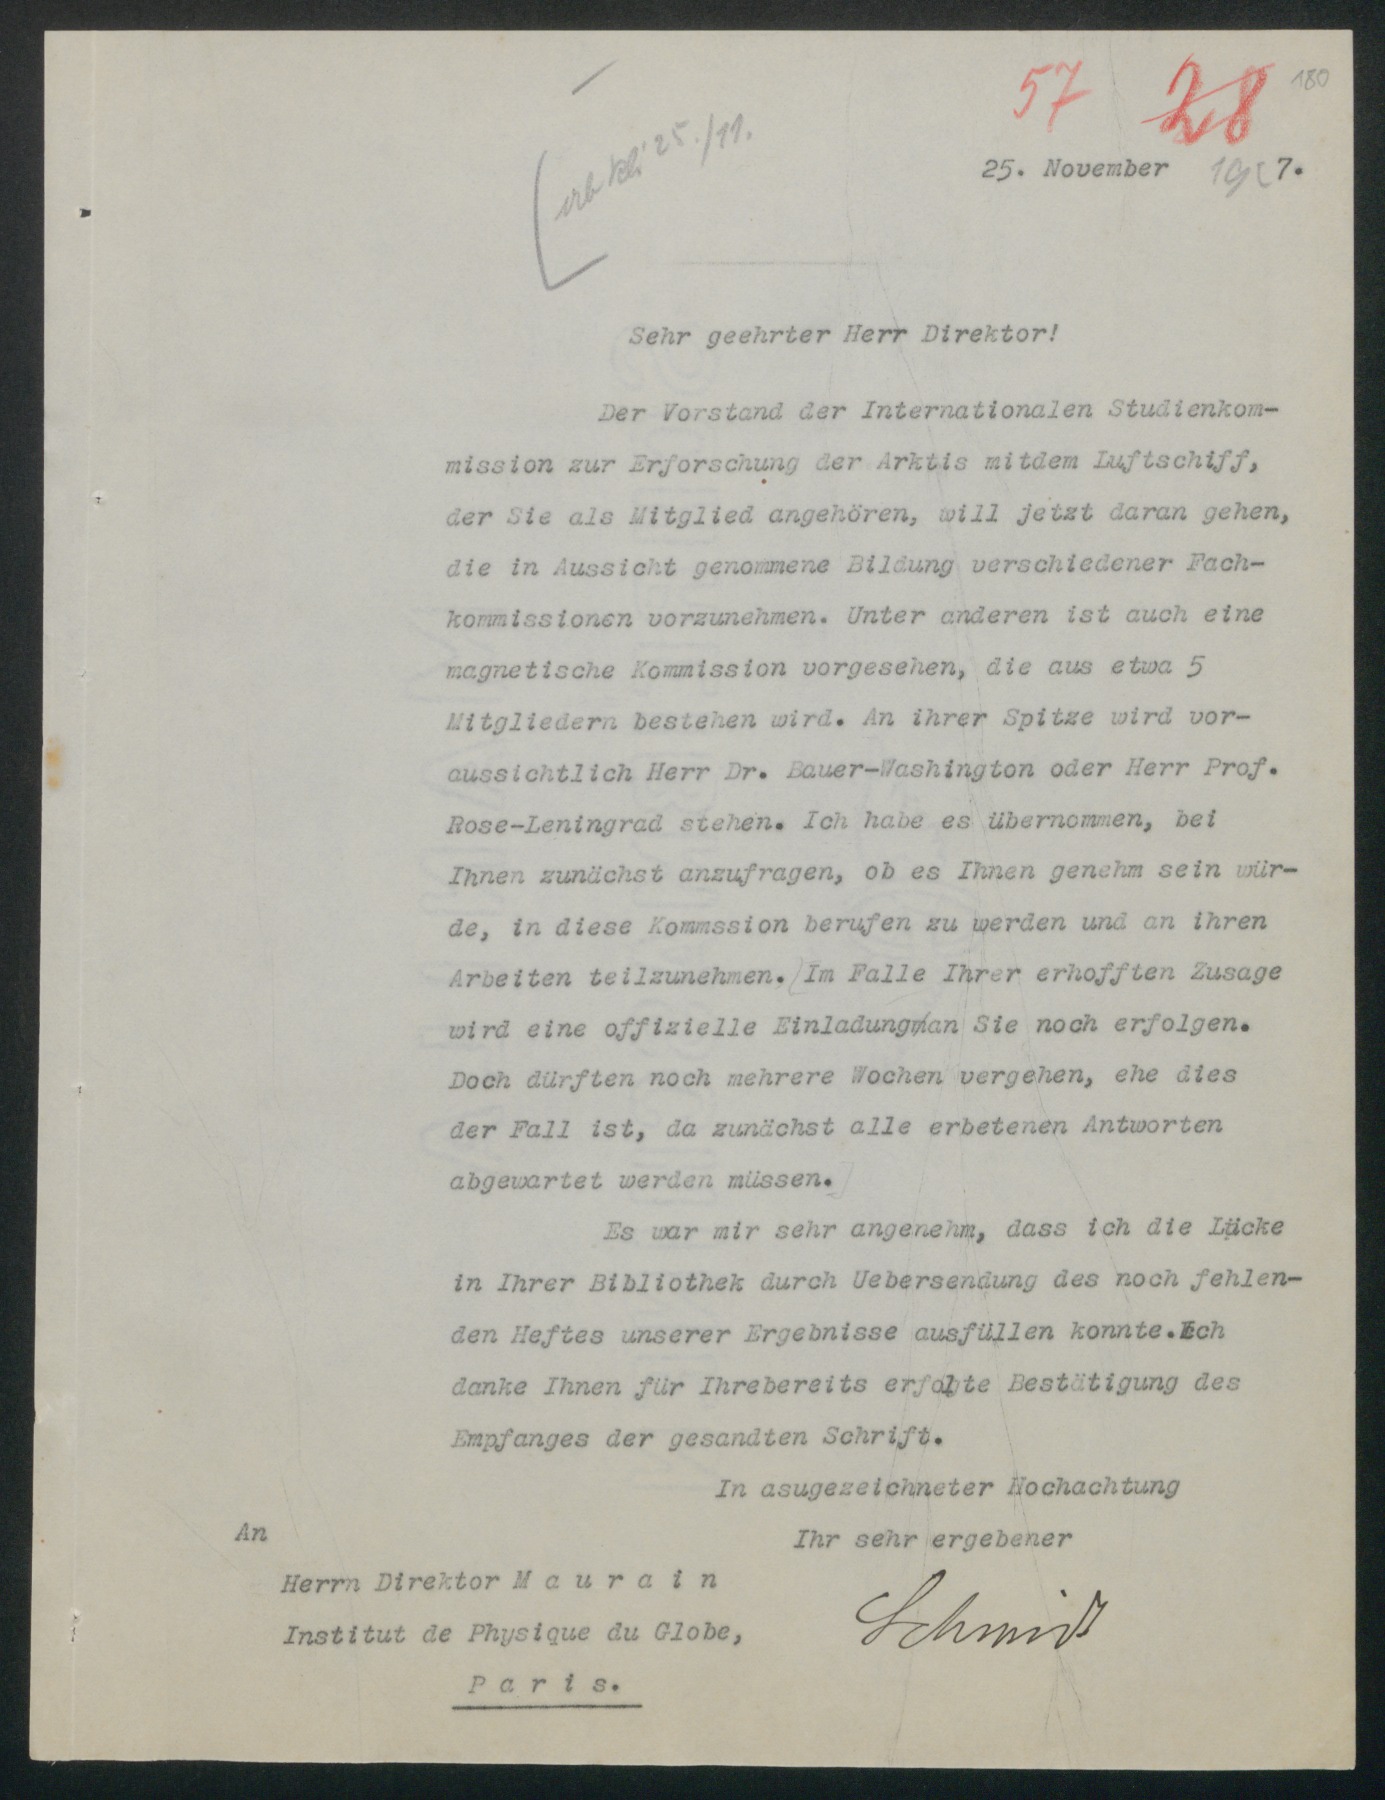 57 28 180
25./11.
25. November 7.
Sehr geehrter Herr Direktor!
Der Vorstand der Internationalen Studienkom-
mission zur Erforschung der Arktis mitdem Luftschiff,
der Sie als Mitglied angehören, will jetzt daran gehen,
die in Aussicht genommene Bildung verschiedener Fach-
kommissionen vorzunehmen. Unter anderen ist auch eine
magnetische Kommission vorgesehen, die aus etwa 5
Mitgliedern bestehen wird. An ihrer Spitze wird vor-
aussichtlich Herr Dr. Bauer-Washington oder Herr Prof.
Rose-Leningrad stehen. Ich habe es übernommen, bei
Ihnen zunächst anzufragen, ob es Ihnen genehm sein wür-
de, in diese Kommssion berufen zu werden und an ihren
Arbeiten teilzunehmen. Im Falle Ihrer erhofften Zusage
wird eine offizielle Einladung an Sie noch erfolgen.
Doch dürften noch mehrere Wochen vergehen, ehe dies
der Fall ist, da zunächst alle erbetenen Antworten
abgewartet werden müssen.
Es war mir sehr angenehm, dass ich die Lücke
in Ihrer Bibliothek durch Uebersendung des noch fehlen-
den Heftes unserer Ergebnisse ausfüllen konnte.Ich
danke Ihnen für Ihrebereits erfolgte Bestätigung des
Empfanges der gesandten Schrift.
In asugezeichneter Hochachtung
An Ihr sehr ergebener
Herrn Direktor M a u r a i n
Institut de Physique du Globe, Schmidt
P a r i s.